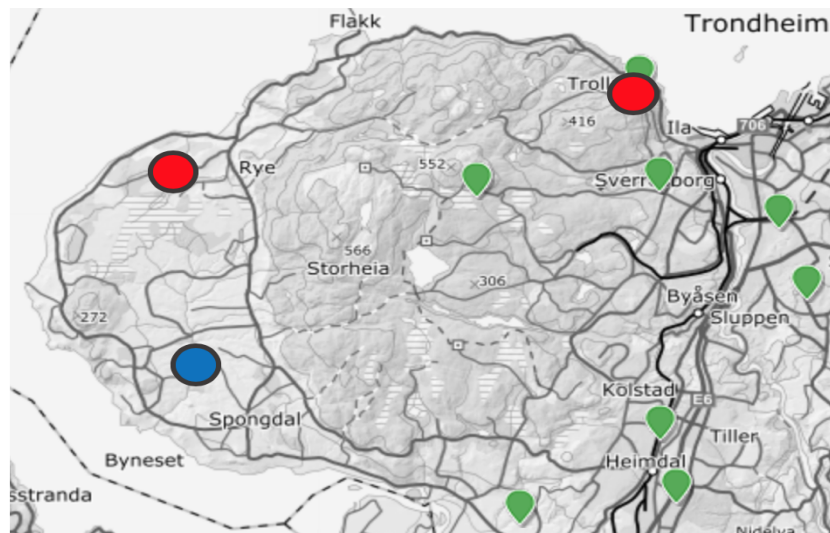 Flakk
Trondheim
Troll
416
Ila
706
552
Rye
Sverresborg
566
Storheia
306
272
Byåsen
Sluppen
Kolstad
E6
Spongdal
Tiller
Byneset
Heimdal
sstranda